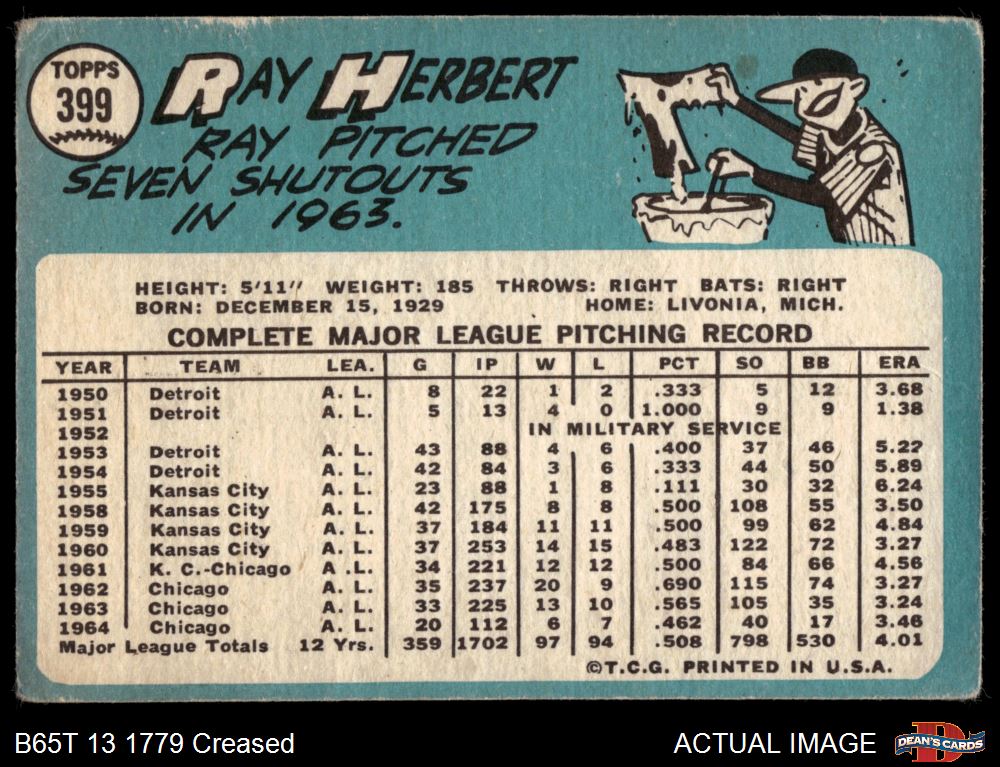 TOPPS
399
RAY HERBERT
RAY PITCHED
SEVEN SHUTOUTS
IN 1963.
HEIGHT: 5'11" WEIGHT: 185 THROWS: RIGHT BATS: RIGHT
BORN: DECEMBER 15, 1929 HOME: LIVONIA, MICH.
COMPLETE MAJOR LEAGUE PITCHING RECORD
YEAR TEAM LEA. G IP W L PCT SO BB ERA
1950 Detroit A. L. 8 22 1 2 .333 5 12 3.68
1951 Detroit A. L. 5 13 4 0 1.000 9 9 1.38
1952 IN MILITARY SERVICE
1953 Detroit A. L. 43 88 4 6 .400 37 46 5.22
1954 Detroit A. L. 42 84 3 6 .333 44 50 5.89
1955 Kansas City A. L. 23 88 1 8 .111 30 32 6.24
1958 Kansas City A. L. 42 175 8 8 .500 108 55 3.50
1959 Kansas City A. L. 37 184 11 11 .500 99 62 4.84
1960 Kansas City A. L. 37 253 14 15 .483 122 72 3.27
1961 K. C.-Chicago A .L. 34 221 12 12 .500 84 66 4.56
1962 Chicago A. L. 35 237 20 9 .690 115 74 3.27
1963 Chicago A. L. 33 225 13 10 .565 105 35 3.24
1964 Chicago A. L. 20 112 6 7 .462 40 17 3.46
Major League Totals 12 Yrs. 359 1702 97 94 .508 798 530 4.01
©T.C.G. PRINTED IN U.S.A.
B65T 13 1779 Creased
ACTUAL IMAGE
D
DEAN'S CARDS